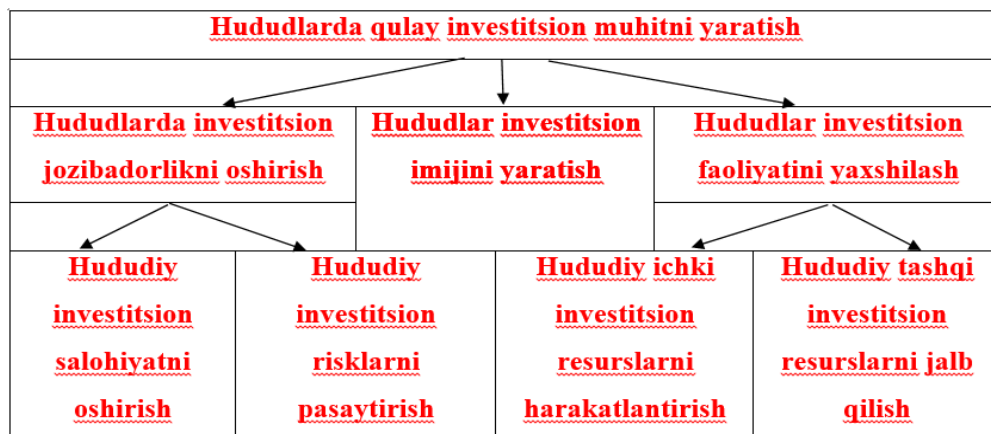 Hududlarda qulay investitsion muhitni yaratish
Hududlarda investitsion
jozibadorlikni oshirish
Hududlar investitsion
imijini yaratish
Hududlar investitsion
faoliyatini yaxshilash
Hududiy
investitsion
salohiyatni
oshirish
Hududiy
investitsion
risklarni
pasaytirish
Hududiy ichki
investitsion
resurslarni
harakatlantirish
Hududiy tashqi
investitsion
resurslarni jalb
qilish